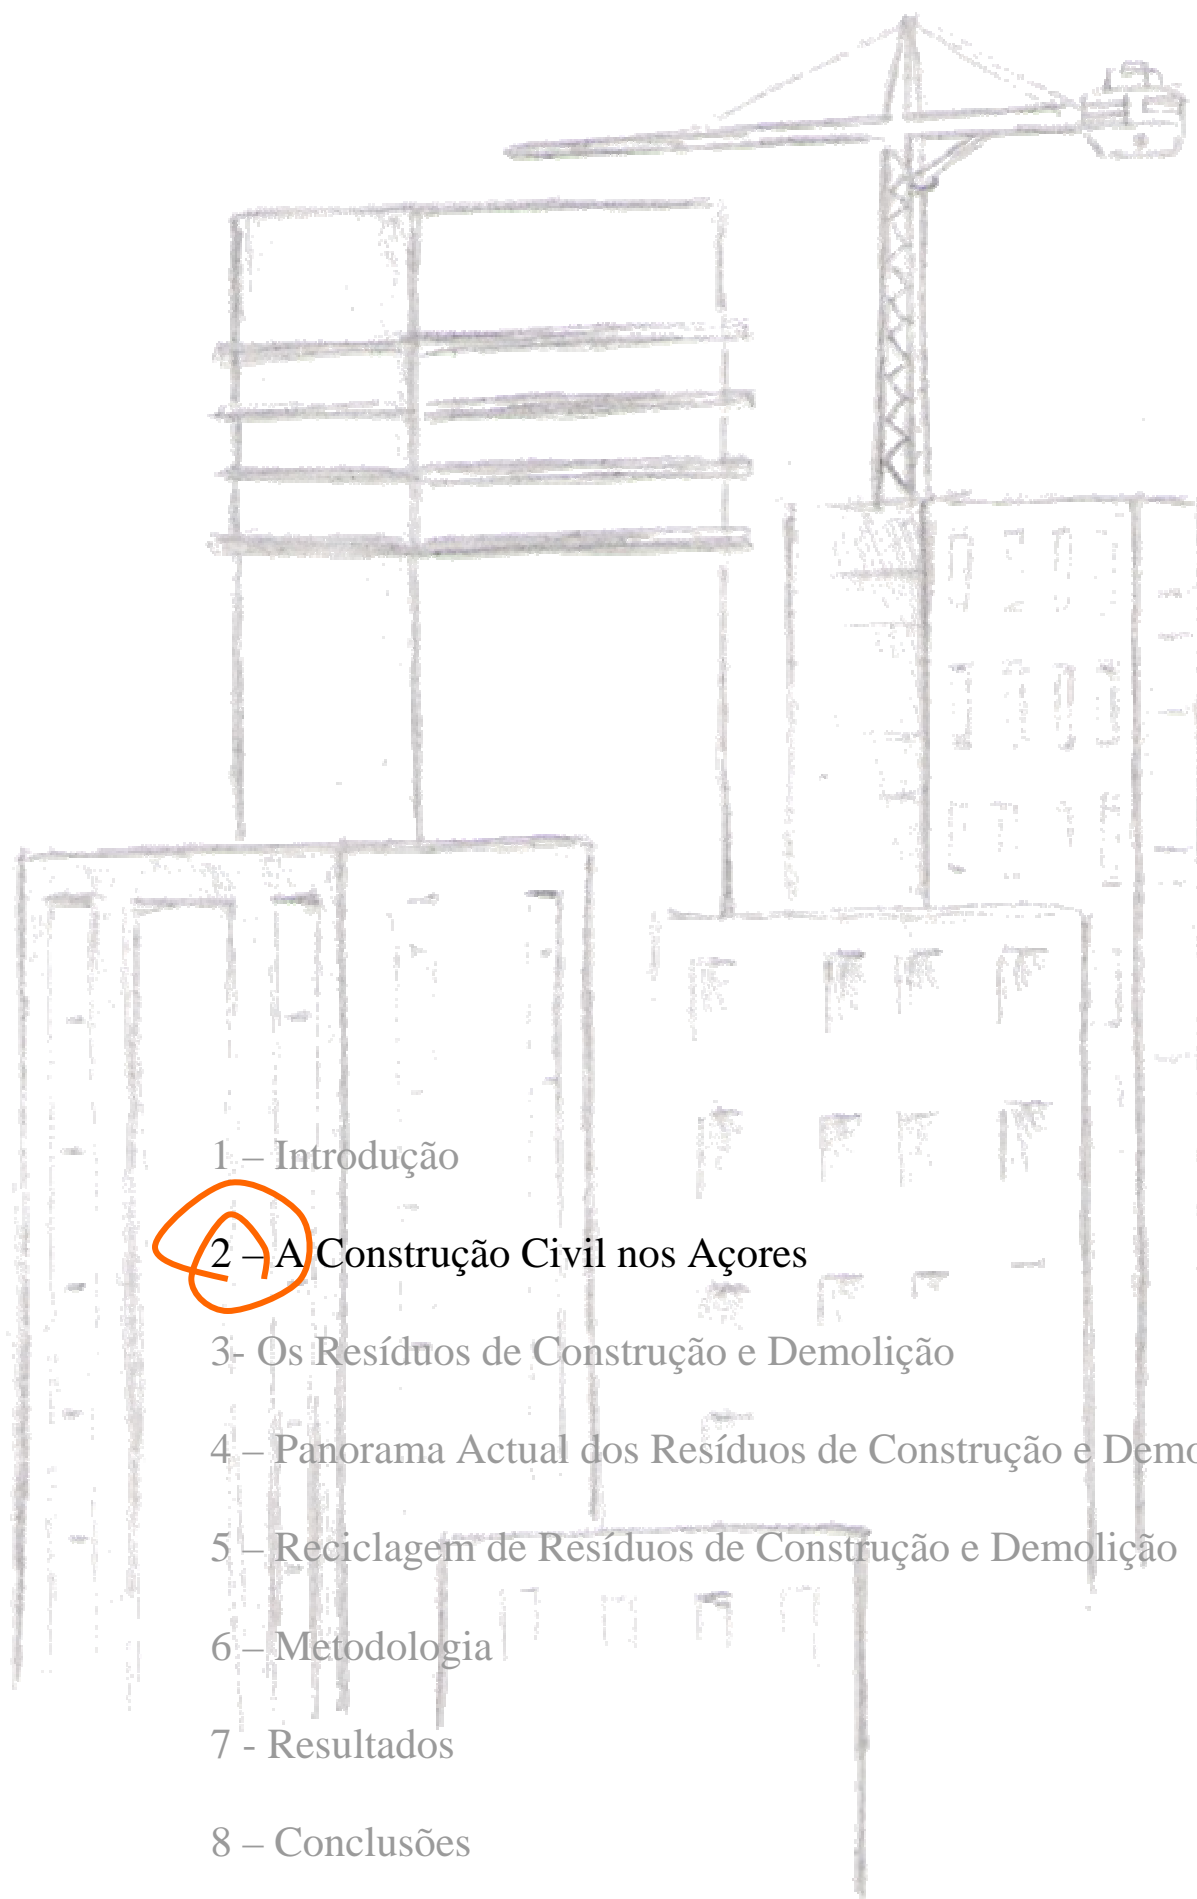 1 – Introdução
2 – A Construção Civil nos Açores
3- Os Resíduos de Construção e Demolição
4 – Panorama Actual dos Resíduos de Construção e
5 – Reciclagem de Resíduos de Construção e Demolição
6 – Metodologia
7 - Resultados
8 – Conclusões